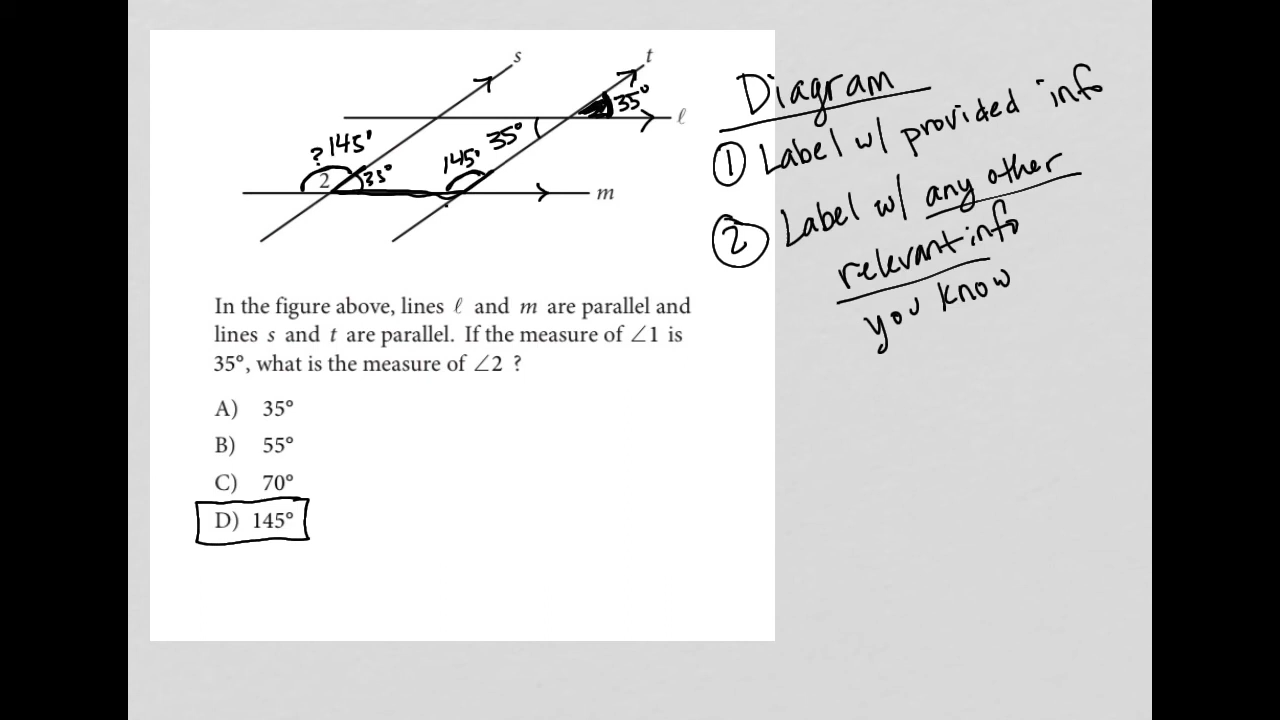 s
t
35°
ℓ
35°
145°
?145°
2
35°
m
In the figure above, lines ℓ and m are parallel and
lines s and t are parallel. If the measure of ∠1 is
35°, what is the measure of ∠2 ?
A) 35°
B) 55°
C) 70°
D) 145°
Diagram
① Label w/ provided info
② Label w/ any other
relevant info
you know